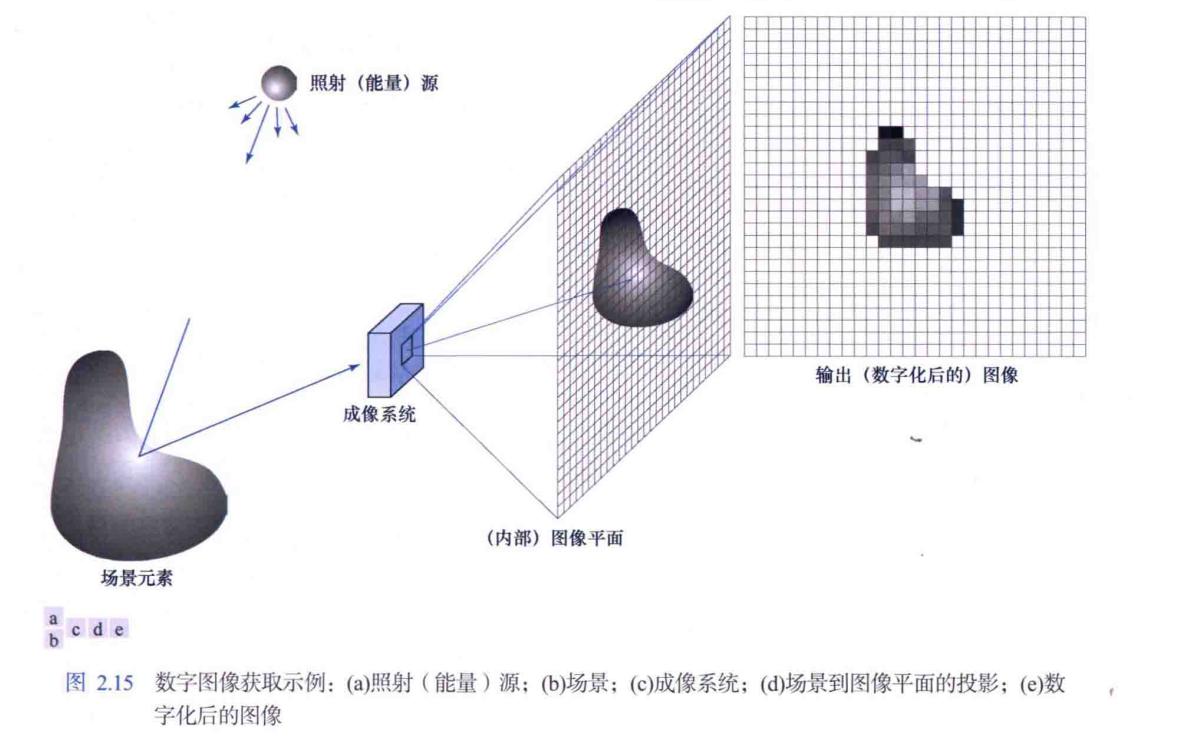 照射（能量）源
输出（数字化后的）图像
成像系统
（内部）图像平面
场景元素
a
b c d e
图 2.15 数字图像获取示例：(a)照射（能量）源；(b)场景；(c)成像系统；(d)场景到图像平面的投影；(e)数
字化后的图像